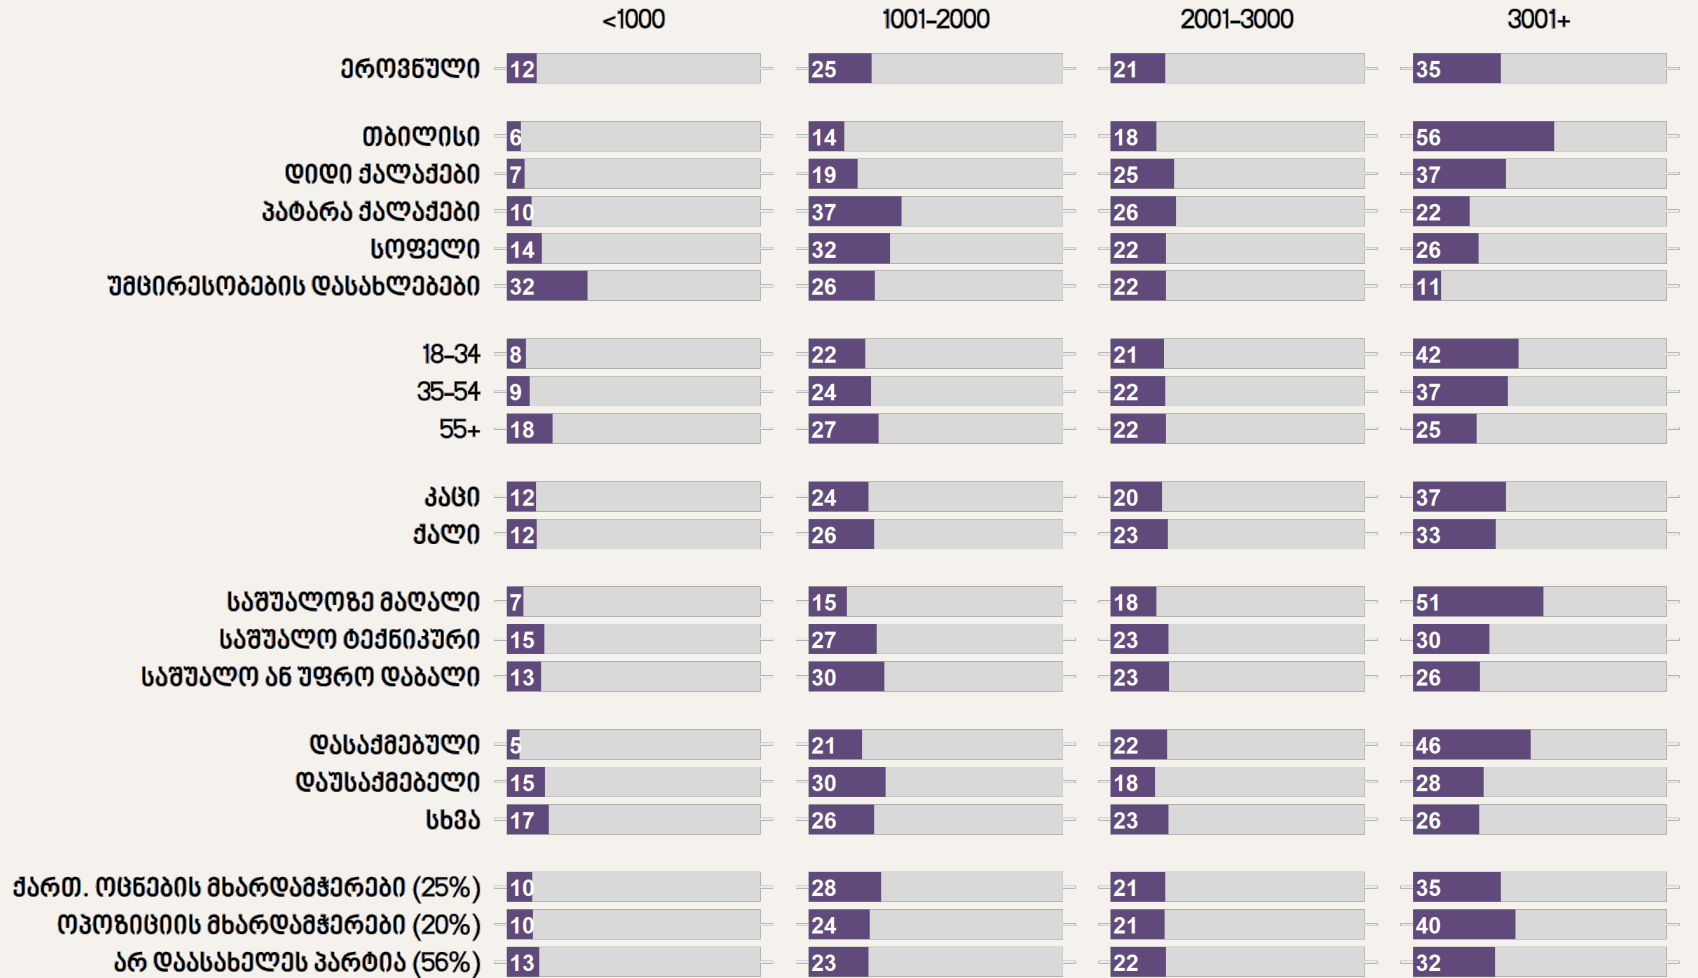 <1000 1001-2000 2001-3000 3001+
ეროვნული 12 25 21 35
თბილისი 6 14 18 56
დიდი ქალაქები 7 19 25 37
პატარა ქალაქები 10 37 26 22
სოფელი 14 32 22 26
უმცირესობების დასახლებები 32 26 22 11
18-34 8 22 21 42
35-54 9 24 22 37
55+ 18 27 22 25
კაცი 12 24 20 37
ქალი 12 26 23 33
საშუალოზე მაღალი 7 15 18 51
საშუალო ტექნიკური 15 27 23 30
საშუალო ან უფრო დაბალი 13 30 23 26
დასაქმებული 5 21 22 46
დაუსაქმებელი 15 30 18 28
სხვა 17 26 23 26
ქართ. ოცნების მხარდამჭერები (25%) 10 28 21 35
ოპოზიციის მხარდამჭერები (20%) 10 24 21 40
არ დაასახელეს პარტია (56%) 13 23 22 32